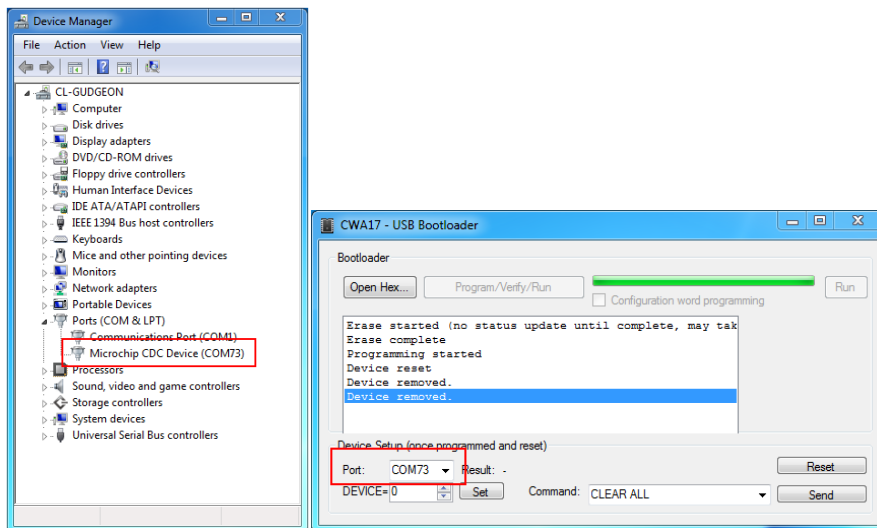 Device Manager
File Action View Help
CL-GUDGEON
Computer
Disk drives
Display adapters
DVD/CD-ROM drives
Floppy drive controllers
Human Interface Devices
IDE ATA/ATAPI controllers
IEEE 1394 Bus host controllers
Keyboards
Mice and other pointing devices
Monitors
Network adapters
Portable Devices
Ports (COM & LPT)
Communications Port (COM1)
Microchip CDC Device (COM73)
Processors
Sound, video and game controllers
Storage controllers
System devices
Universal Serial Bus controllers
CWA17 - USB Bootloader
Bootloader
Open Hex... Program/Verify/Run Run
Configuration word programming
Erase started (no status update until complete, may tak
Erase complete
Programming started
Device reset
Device removed.
Device removed.
Device Setup (once programmed and reset)
Port: COM73 Result: - Reset
DEVICE= 0 Set Command: CLEAR ALL Send